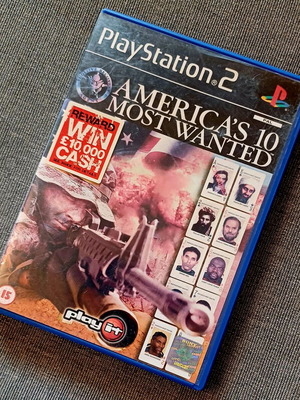 PlayStation 2
AMERICA'S 10
MOST WANTED
REWARD
WIN
£10,000
CASH
15
play it